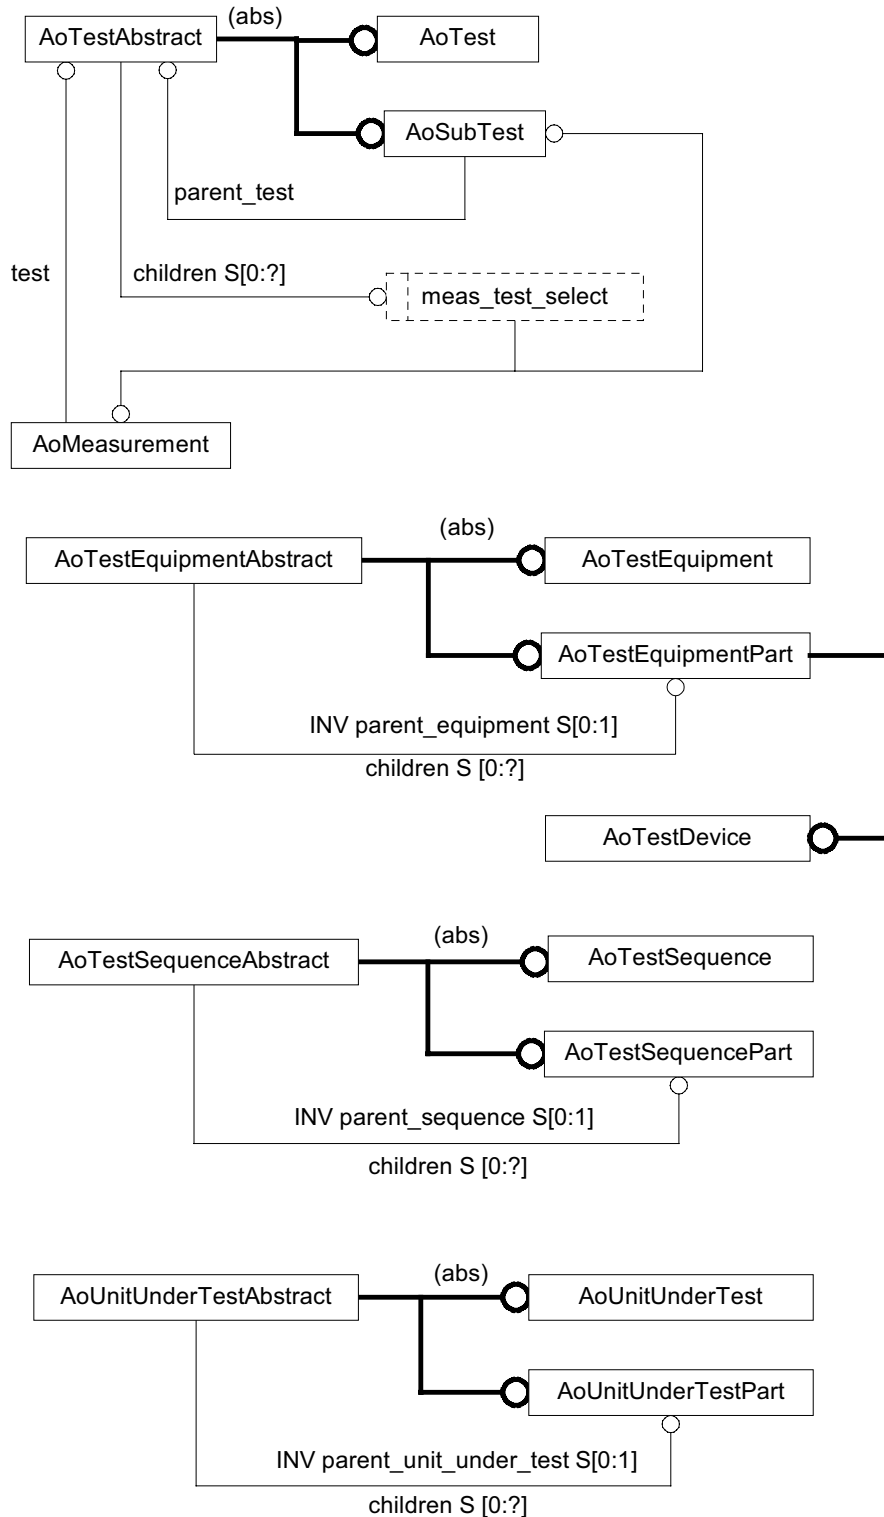 (abs)
AoTestAbstract
AoTest
AoSubTest
parent_test
test
children S[0:?]
meas_test_select
AoMeasurement
(abs)
AoTestEquipmentAbstract
AoTestEquipment
AoTestEquipmentPart
INV parent_equipment S[0:1]
children S [0:?]
AoTestDevice
(abs)
AoTestSequenceAbstract
AoTestSequence
AoTestSequencePart
INV parent_sequence S[0:1]
children S [0:?]
(abs)
AoUnitUnderTestAbstract
AoUnitUnderTest
AoUnitUnderTestPart
INV parent_unit_under_test S[0:1]
children S [0:?]